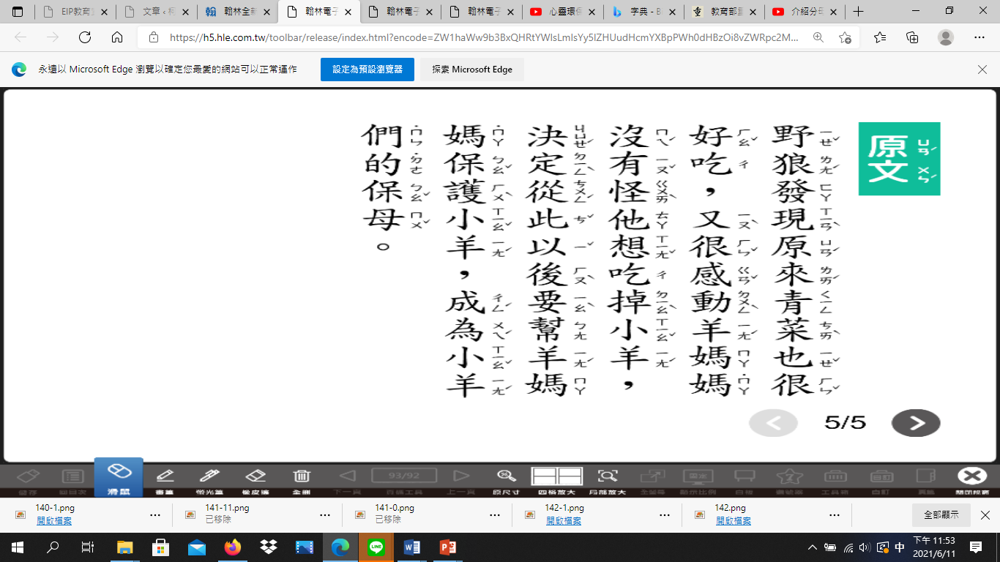 EIP教育
文章 ‹ 柯
翰林全新
翰林電子
翰林電子
翰林電子
心靈環保
字典 - B
教育部重
介紹分母
https://h5.hle.com.tw/toolbar/release/index.html?encode=ZW1haWw9b3BxQHRtYWlsLmlsYy5lZHUudHcmYXBpPWh0dHBzOi8vZWRpc2M...
永遠以 Microsoft Edge 瀏覽以確定您最愛的網站可以正常運作
設定為預設瀏覽器
探索 Microsoft Edge
原文
ㄩㄢˊ ㄨㄣˊ
野狼發現原來青菜也很
好吃，又很感動羊媽媽
沒有怪他想吃掉小羊，
決定從此以後要幫羊媽
媽保護小羊，成為小羊
們的保母。
5/5
儲存
滑鼠
畫筆
螢光筆
橡皮擦
全刪
下一頁
93/92
上一頁
原尺寸
四格放大
局部放大
全螢幕
顯示比例
白板
工具箱
自訂
關閉視窗
140-1.png
開啟檔案
141-11.png
已移除
141-0.png
已移除
142-1.png
開啟檔案
142.png
開啟檔案
全部顯示
中
下午 11:53
2021/6/11